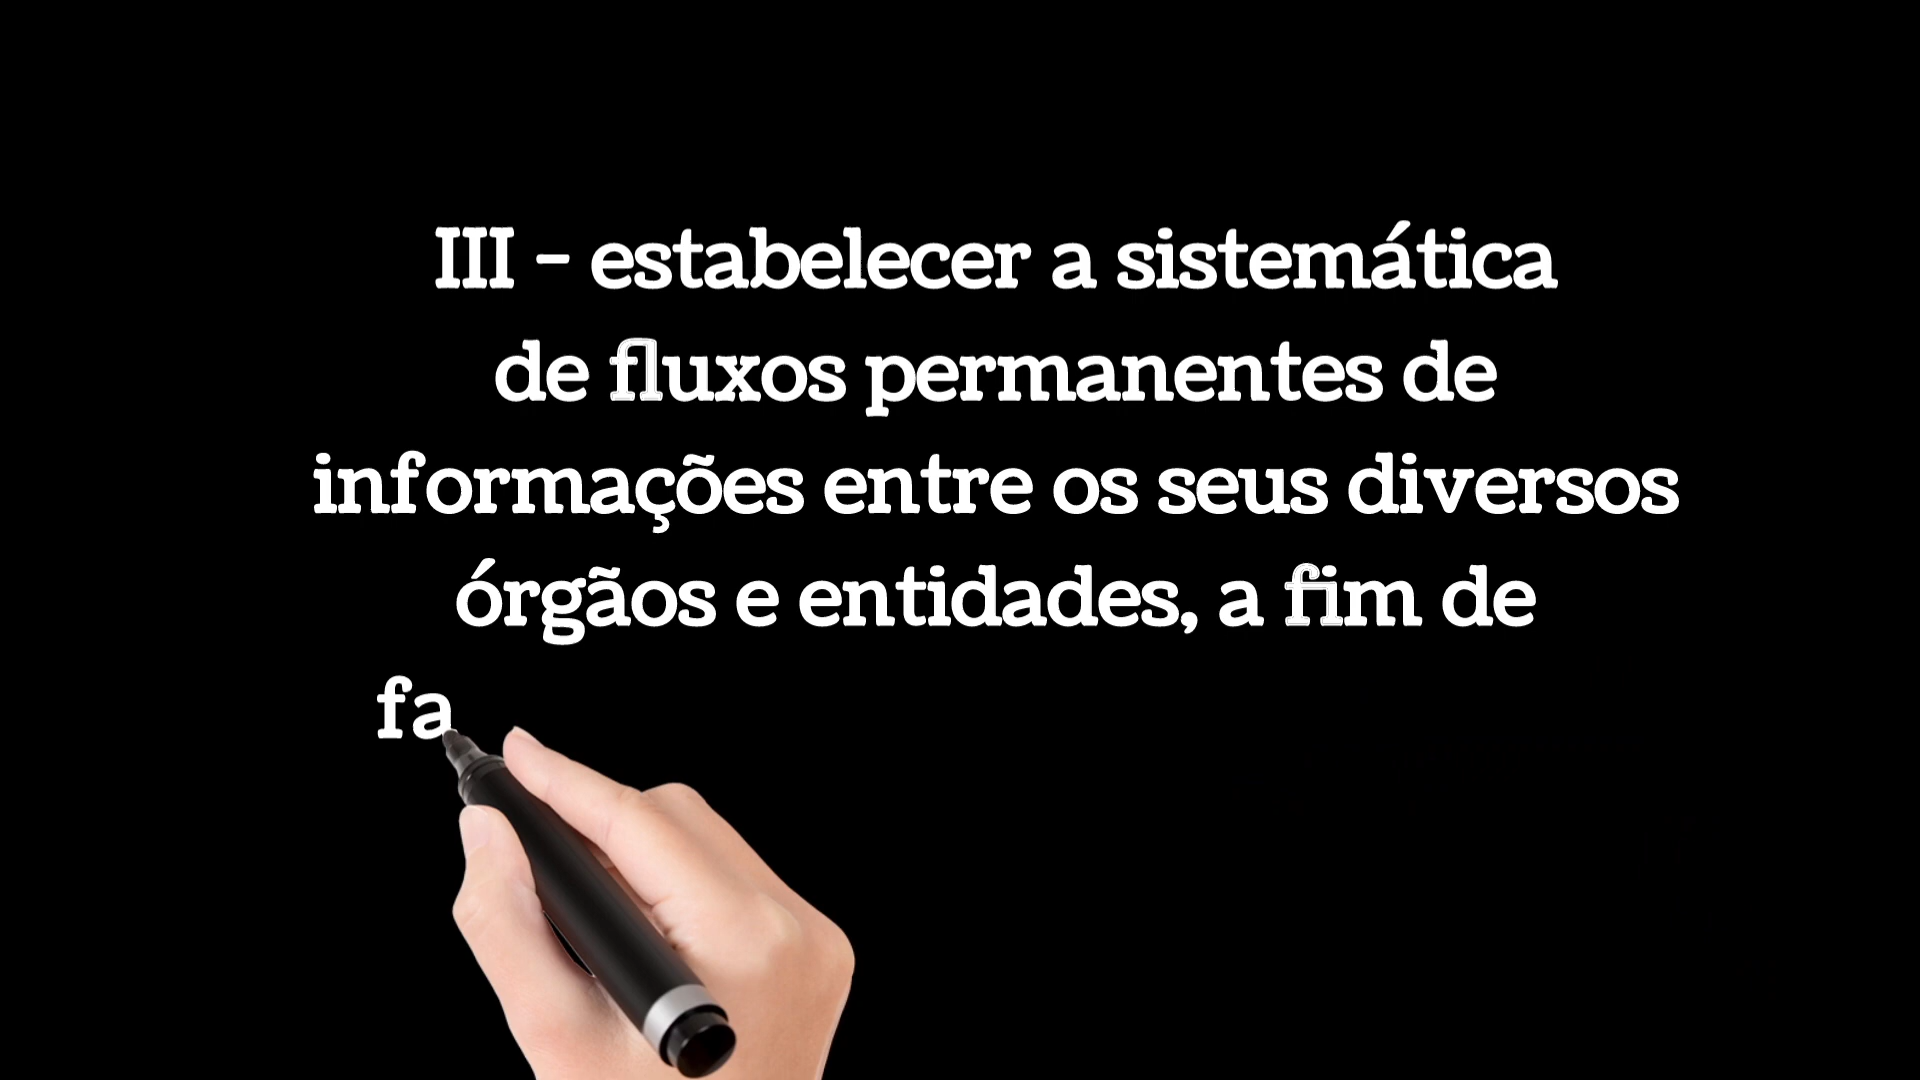 III - estabelecer a sistemática
de fluxos permanentes de
informações entre os seus diversos
órgãos e entidades, a fim de
fa